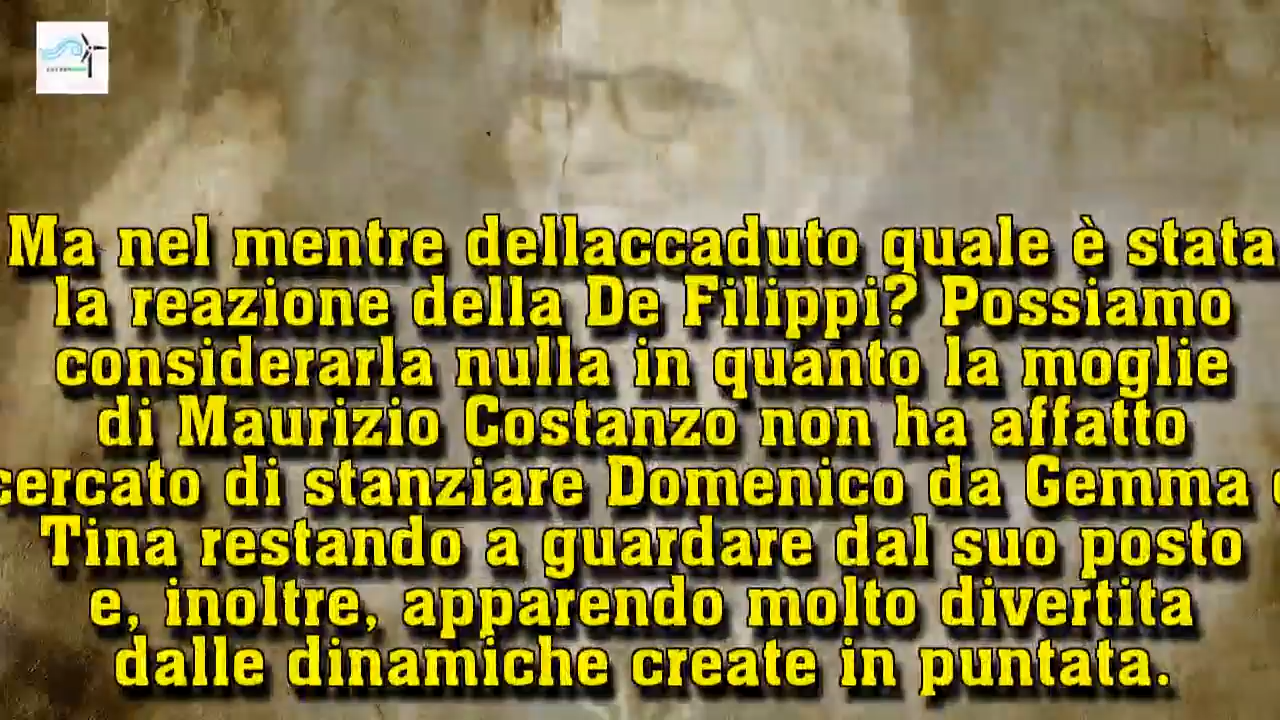 Ma nel mentre dellaccaduto quale è stata
la reazione della De Filippi? Possiamo
considerarla nulla in quanto la moglie
di Maurizio Costanzo non ha affatto
cercato di stanziare Domenico da Gemma
Tina restando a guardare dal suo posto
e, inoltre, apparendo molto divertita
dalle dinamiche create in puntata.